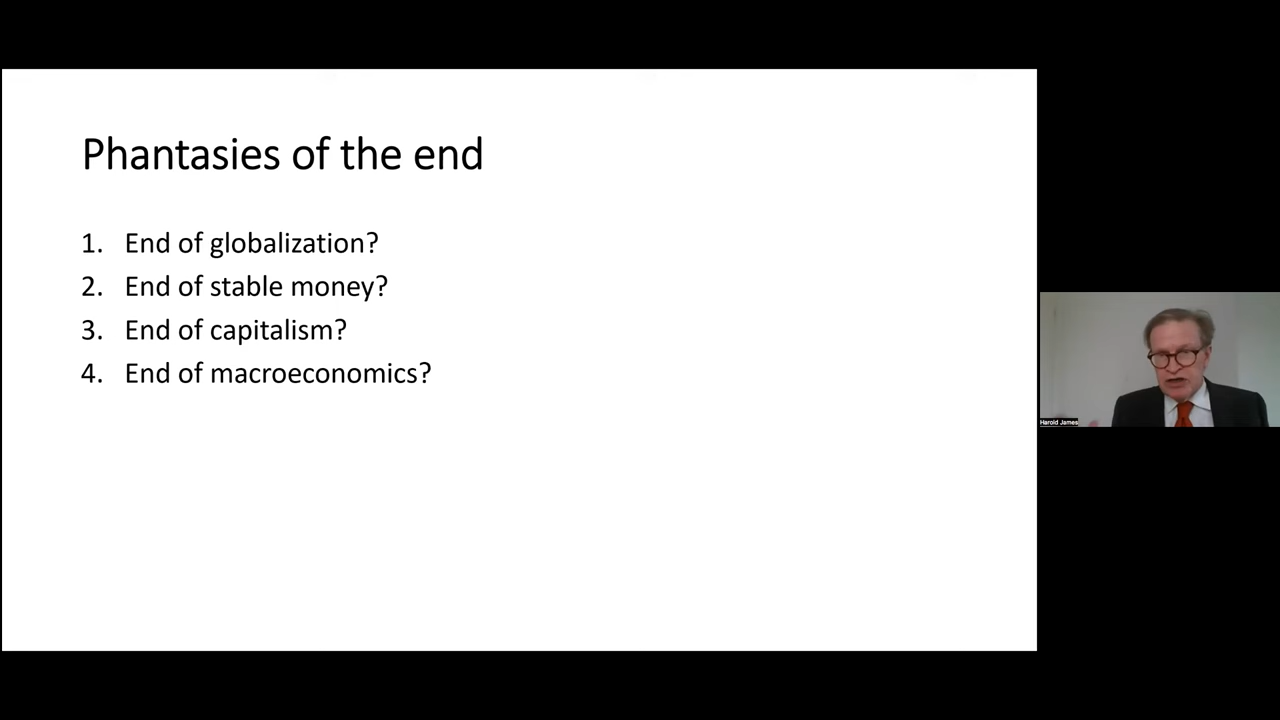 Phantasies of the end
1. End of globalization?
2. End of stable money?
3. End of capitalism?
4. End of macroeconomics?
Harold James